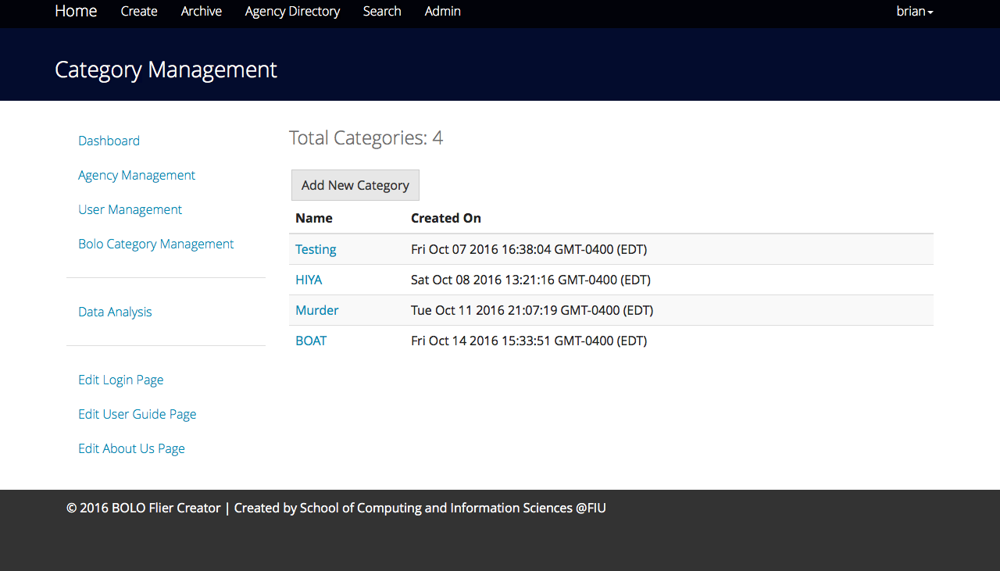 Home Create Archive Agency Directory Search Admin brian
Category Management
Dashboard
Agency Management
User Management
Bolo Category Management
Data Analysis
Edit Login Page
Edit User Guide Page
Edit About Us Page
Total Categories: 4
Add New Category
Name Created On
Testing Fri Oct 07 2016 16:38:04 GMT-0400 (EDT)
HIYA Sat Oct 08 2016 13:21:16 GMT-0400 (EDT)
Murder Tue Oct 11 2016 21:07:19 GMT-0400 (EDT)
BOAT Fri Oct 14 2016 15:33:51 GMT-0400 (EDT)
© 2016 BOLO Flier Creator | Created by School of Computing and Information Sciences @FIU